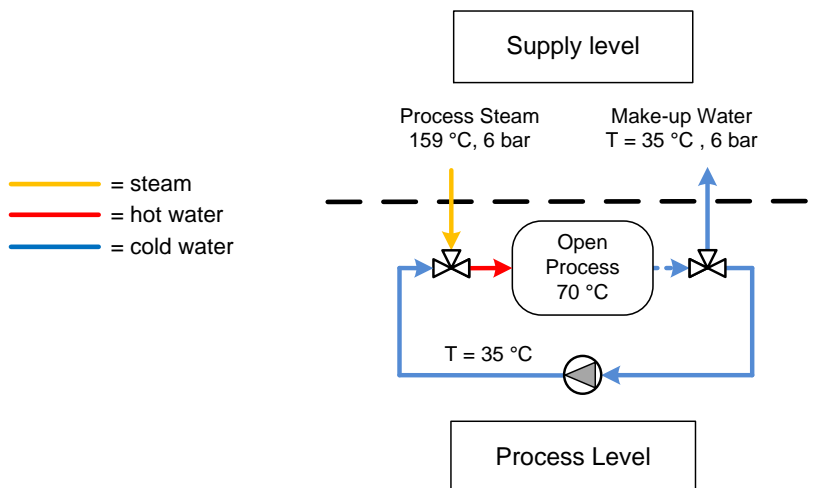 Supply level
Process Steam
159 °C, 6 bar
Make-up Water
T = 35 °C , 6 bar
= steam
= hot water
= cold water
Open
Process
70 °C
T = 35 °C
Process Level